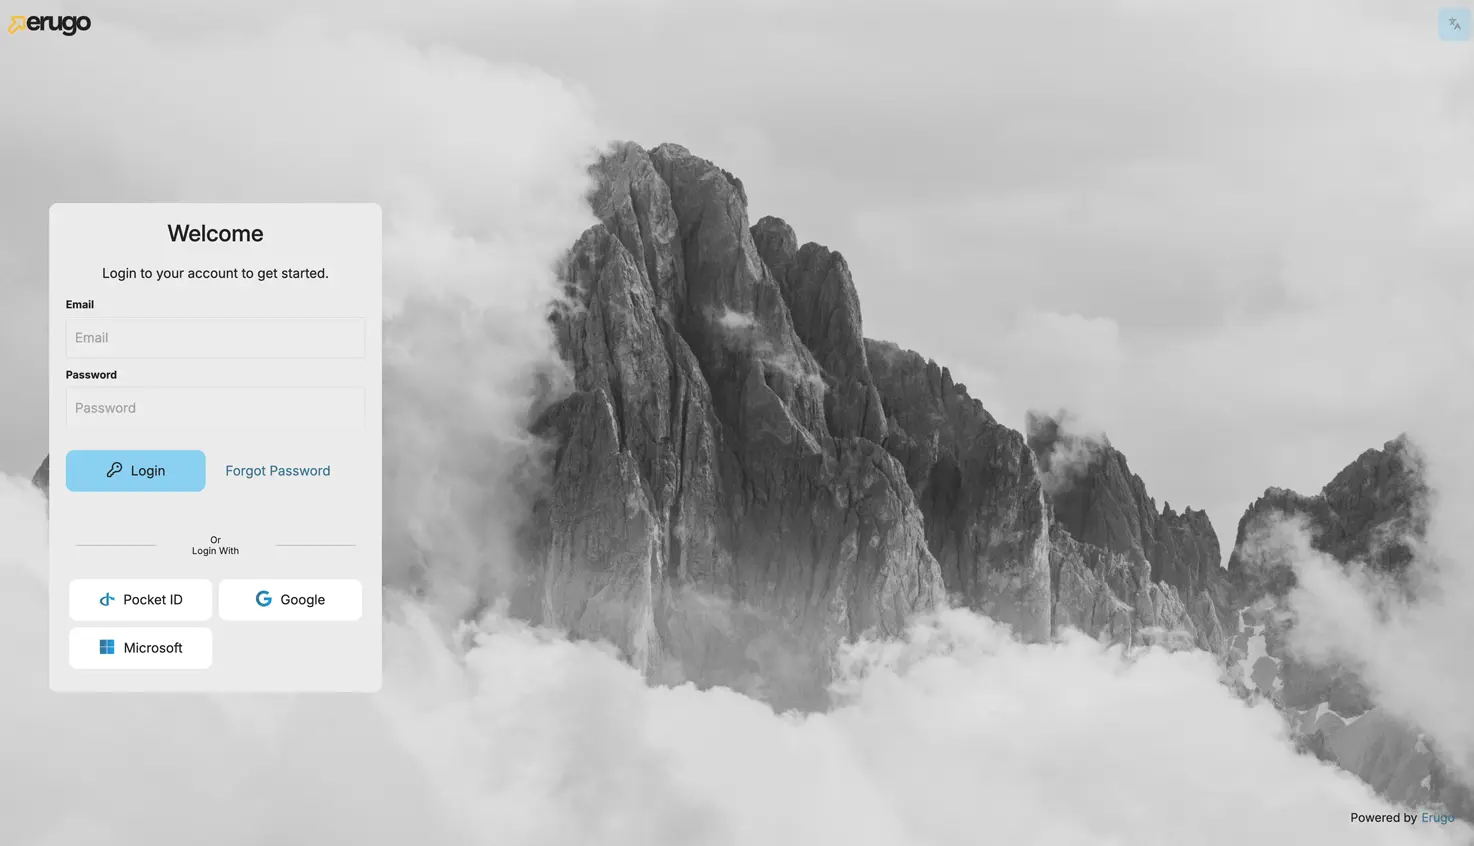 erugo
Welcome
Login to your account to get started.
Email
Email
Password
Password
Login
Forgot Password
Or
Login With
Pocket ID
Google
Microsoft
Powered by Erugo